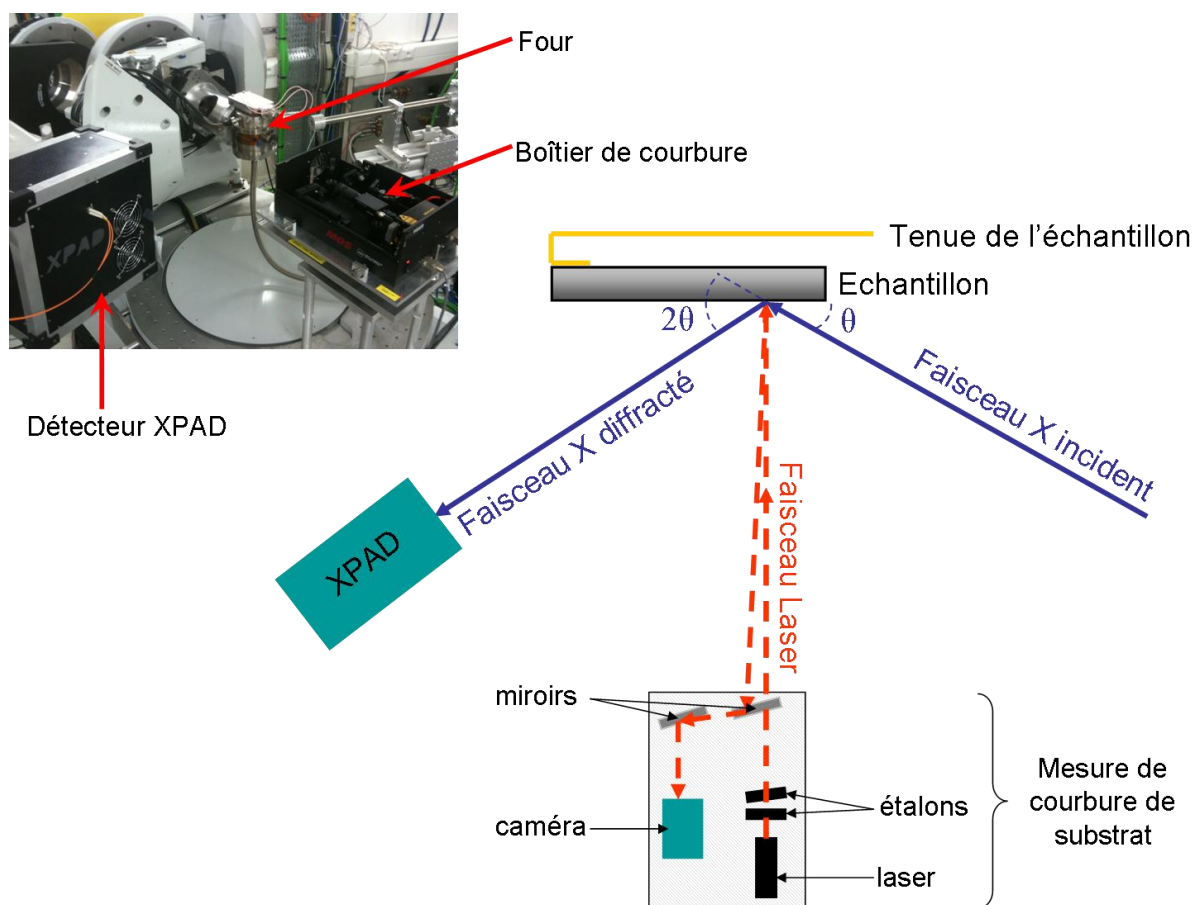 Four
Boîtier de courbure
XPAD
Détecteur XPAD
Tenue de l'échantillon
Echantillon
2θ
θ
Faisceau X diffracté
Faisceau X incident
Faisceau Laser
XPAD
miroirs
étalons
caméra
laser
Mesure de
courbure de
substrat